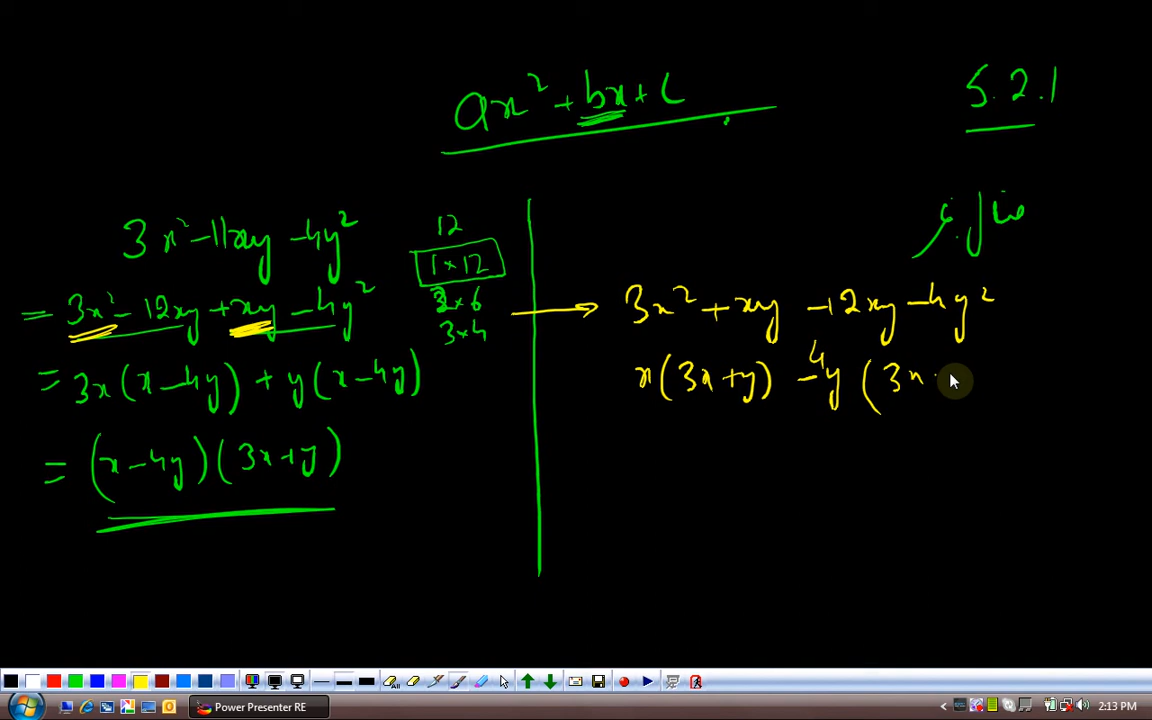 ax² + bx + c
5.2.1
3x² - 11xy - 4y²
12
1 × 12
= 3x² - 12xy + xy - 4y²
2 × 6
3 × 4
= 3x(x - 4y) + y(x - 4y)
= (x - 4y)(3x + y)
3x² + xy - 12xy - 4y²
x(3x + y) - 4y(3x
Power Presenter RE
2:13 PM